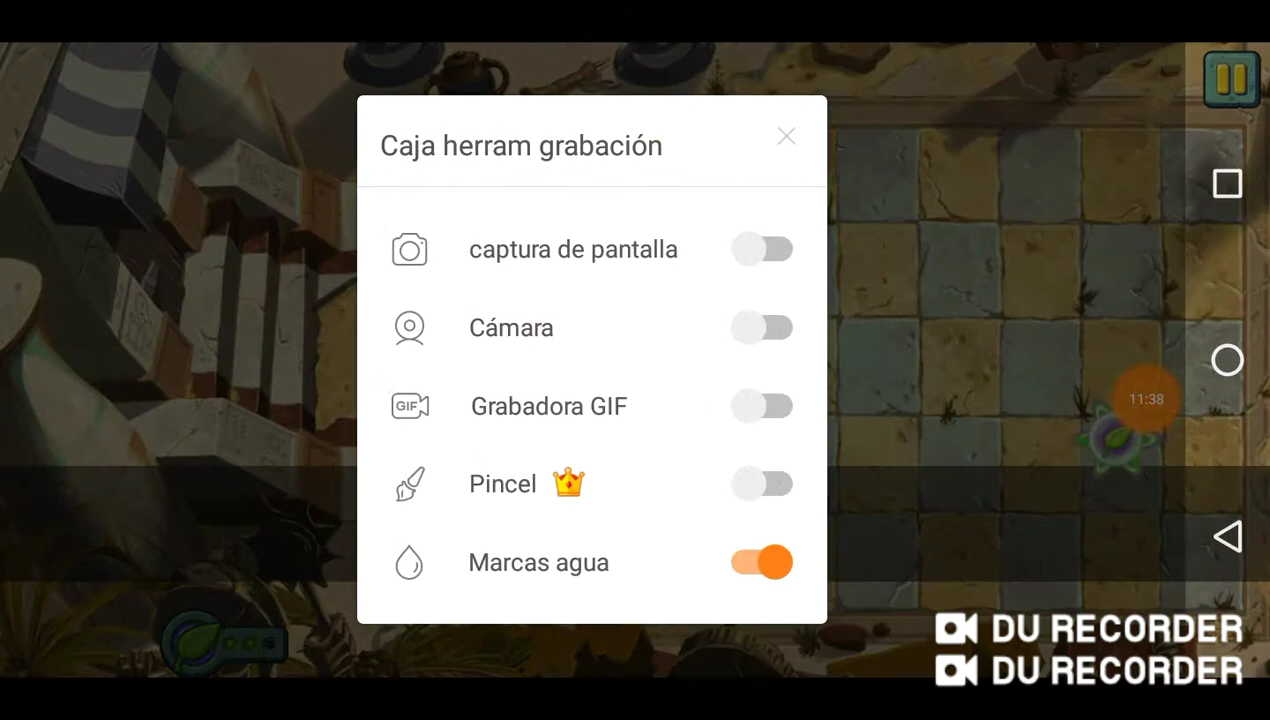 Caja herram grabación
captura de pantalla
Cámara
GIF
Grabadora GIF
11:38
Pincel
Marcas agua
DU RECORDER
DU RECORDER